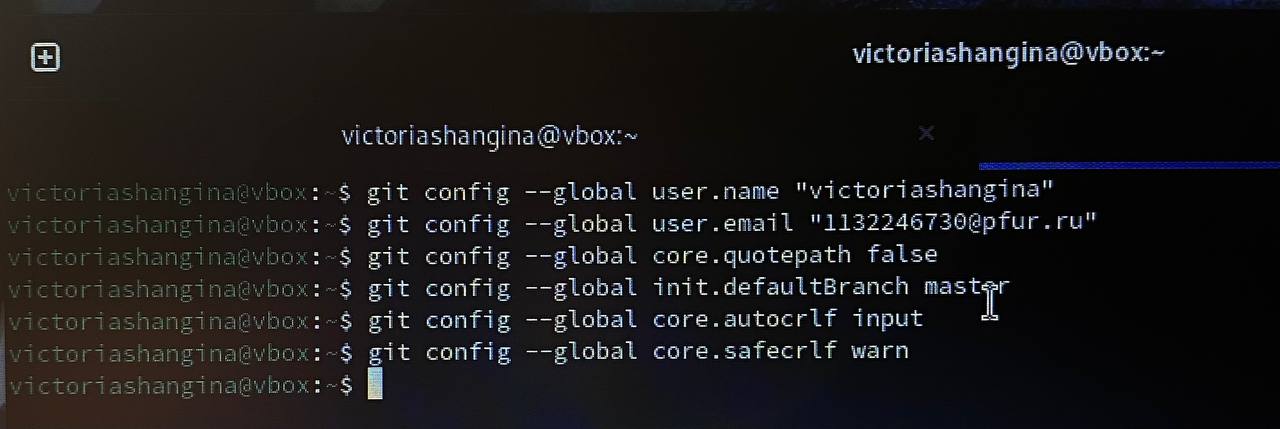 victoriashangina@vbox:~
victoriashangina@vbox:~
victoriashangina@vbox:~$ git config --global user.name "victoriashangina"
victoriashangina@vbox:~$ git config --global user.email "1132246730@pfur.ru"
victoriashangina@vbox:~$ git config --global core.quotepath false
victoriashangina@vbox:~$ git config --global init.defaultBranch master
victoriashangina@vbox:~$ git config --global core.autocrlf input
victoriashangina@vbox:~$ git config --global core.safecrlf warn
victoriashangina@vbox:~$